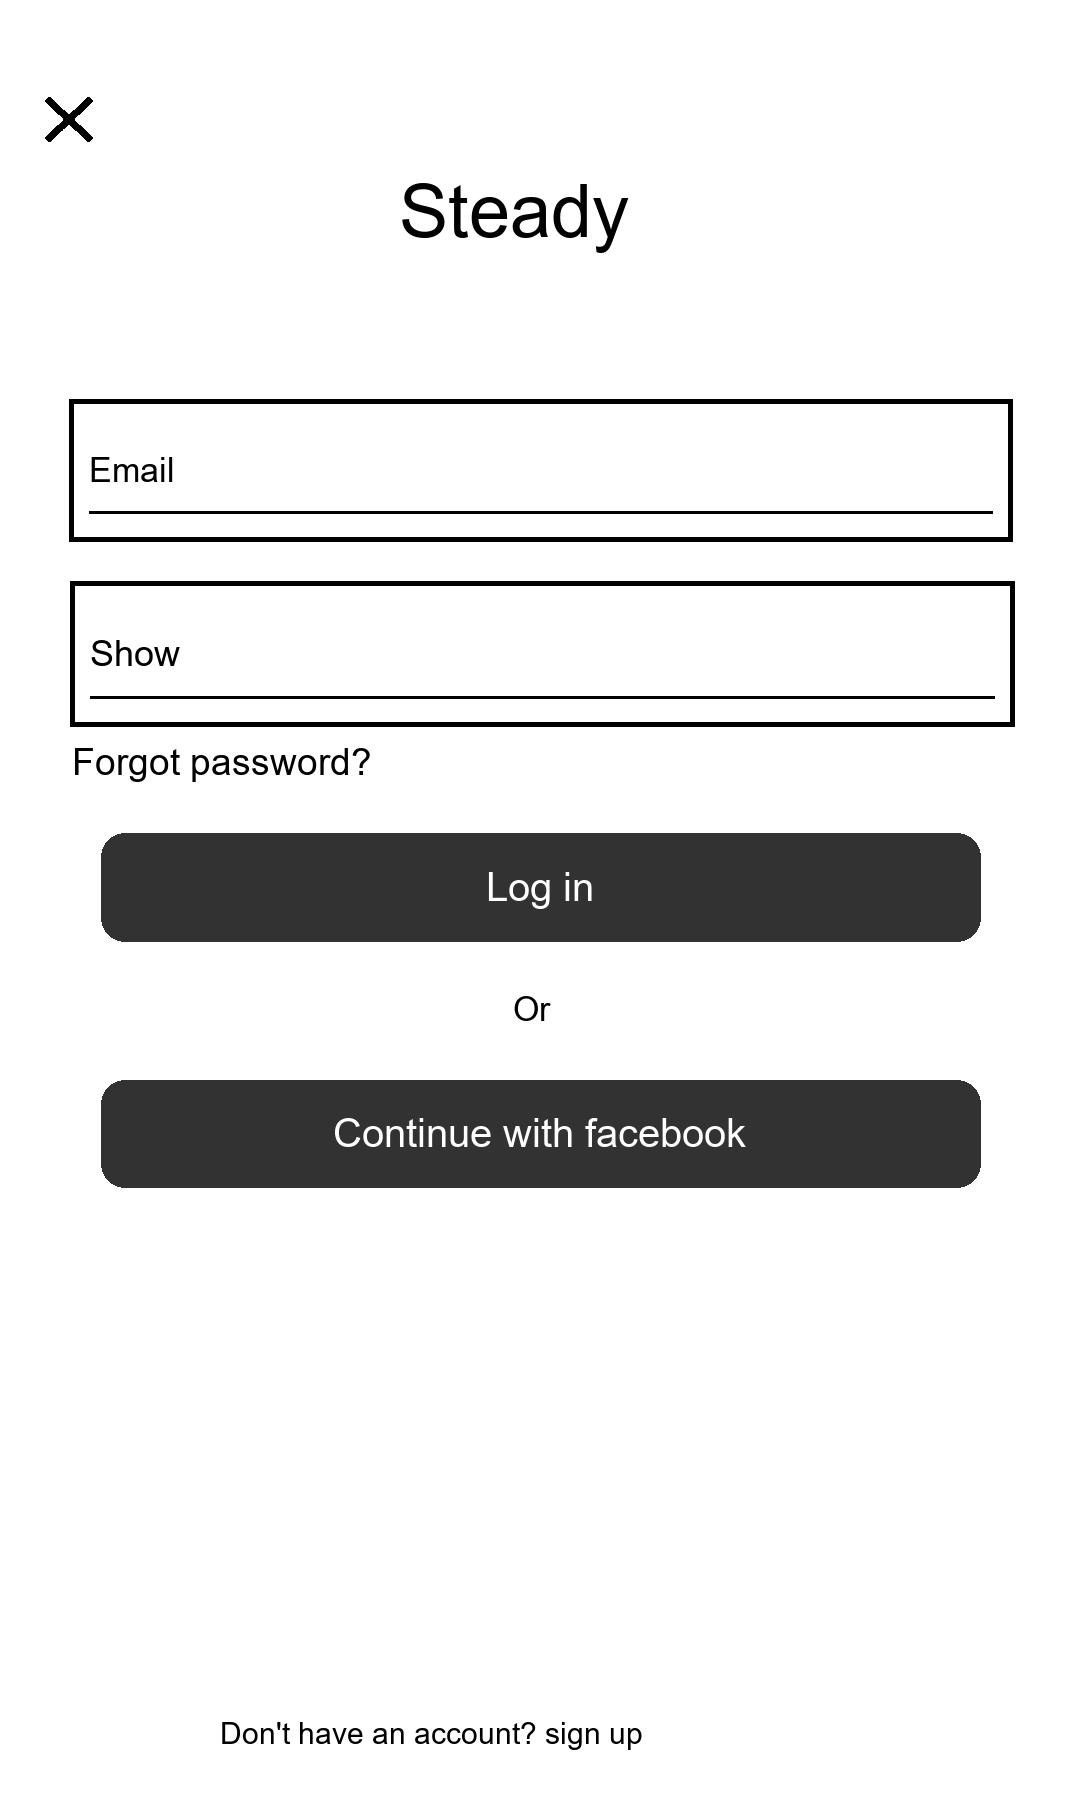 Steady
Email
Show
Forgot password?
Log in
Or
Continue with facebook
Don't have an account? sign up